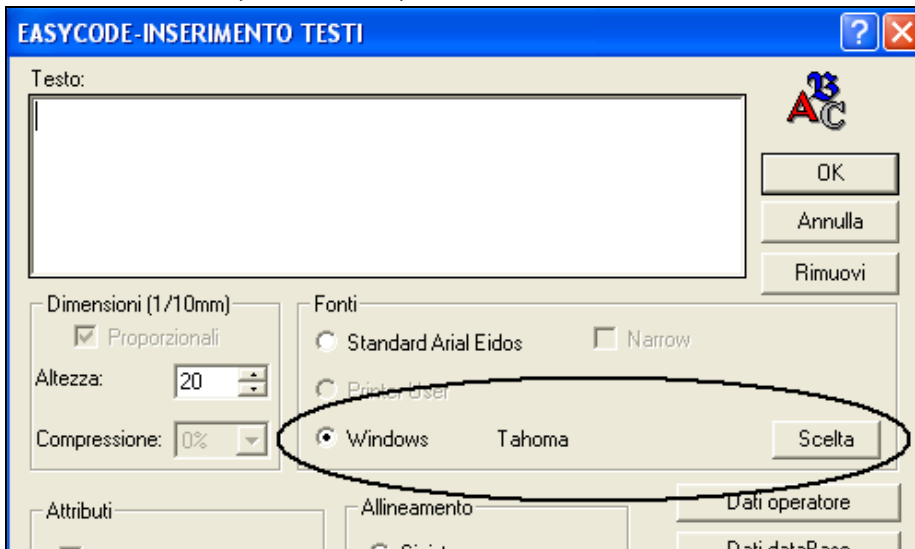 EASYCODE-INSERIMENTO TESTI
Testo:
ABC
OK
Annulla
Rimuovi
Dimensioni (1/10mm)
Proporzionali
Altezza: 20
Compressione: 0%
Fonti
Standard Arial Eidos Narrow
Printer User
Windows Tahoma Scelta
Attributi
Allineamento
Dati operatore
Dati dataBase